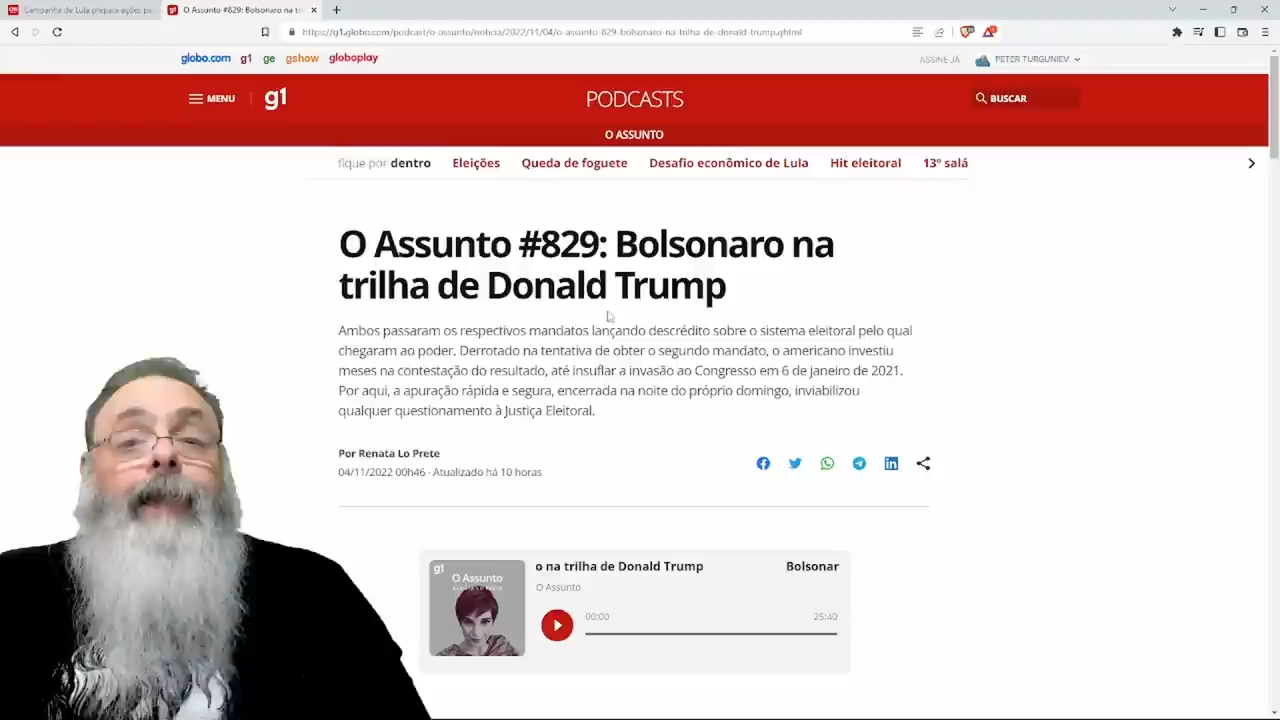 Campanha de Lula prepara ações pa
O Assunto #829: Bolsonaro na t
https://g1.globo.com/podcast/o-assunto/noticia/2022/11/04/o-assunto-829-bolsonaro-na-trilha-de-donald-trump.ghtml
globo.com g1 ge gshow globoplay
ASSINE JÁ PETER TURGUNIEV
MENU g1 PODCASTS BUSCAR
O ASSUNTO
fique por dentro Eleições Queda de foguete Desafio econômico de Lula Hit eleitoral 13º salá
O Assunto #829: Bolsonaro na
trilha de Donald Trump
Ambos passaram os respectivos mandatos lançando descrédito sobre o sistema eleitoral pelo qual
chegaram ao poder. Derrotado na tentativa de obter o segundo mandato, o americano investiu
meses na contestação do resultado, até insuflar a invasão ao Congresso em 6 de janeiro de 2021.
Por aqui, a apuração rápida e segura, encerrada na noite do próprio domingo, inviabilizou
qualquer questionamento à Justiça Eleitoral.
Por Renata Lo Prete
04/11/2022 00h46 · Atualizado há 10 horas
g1
O Assunto
o na trilha de Donald Trump Bolsonar
O Assunto
00:00 25:40